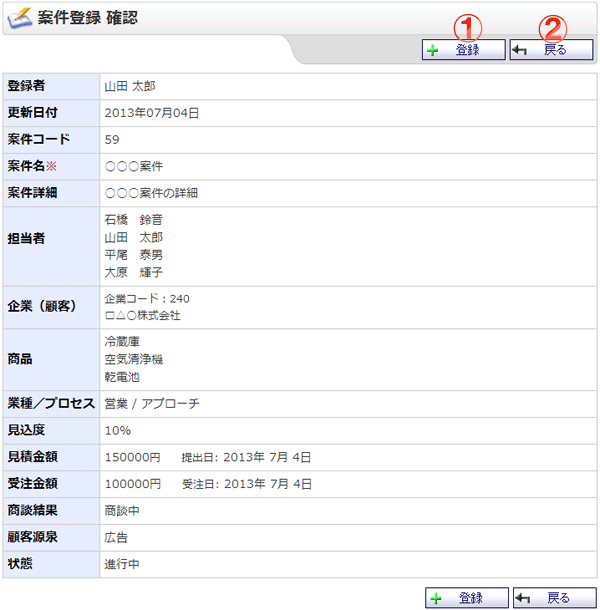 案件登録 確認
① ②
登録 戻る
登録者 山田 太郎
更新日付 2013年07月04日
案件コード 59
案件名※ ○○○案件
案件詳細 ○○○案件の詳細
担当者 石橋　鈴音
山田　太郎
平尾　泰男
大原　輝子
企業（顧客） 企業コード：240
□△○株式会社
商品 冷蔵庫
空気清浄機
乾電池
業種／プロセス 営業 / アプローチ
見込度 10%
見積金額 150000円　提出日: 2013年 7月 4日
受注金額 100000円　受注日: 2013年 7月 4日
商談結果 商談中
顧客源泉 広告
状態 進行中
登録 戻る